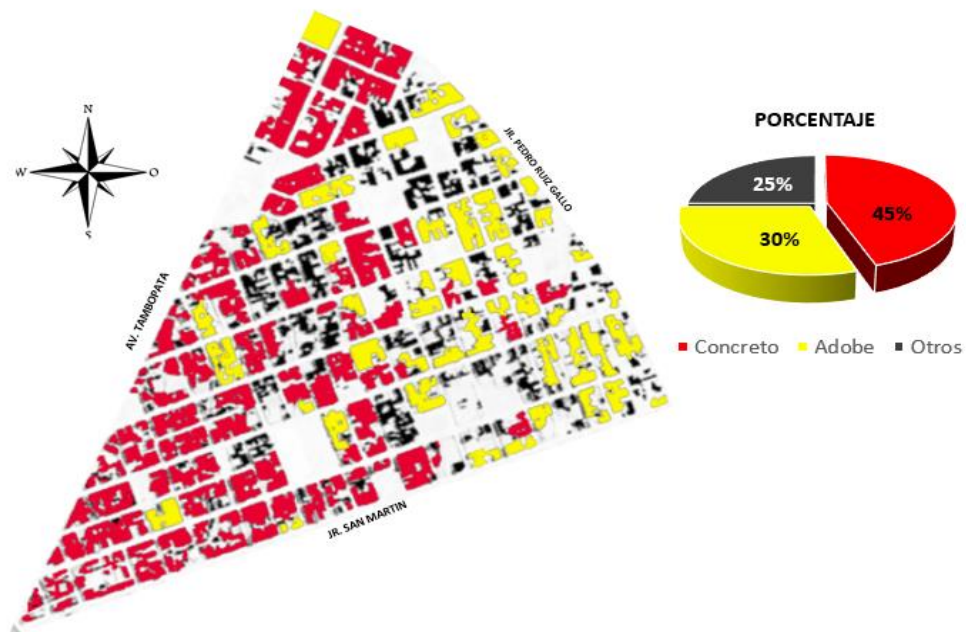 N
W
O
S
AV. TAMBOPATA
JR. PEDRO RUIZ GALLO
JR. SAN MARTIN
PORCENTAJE
25%
45%
30%
Concreto
Adobe
Otros